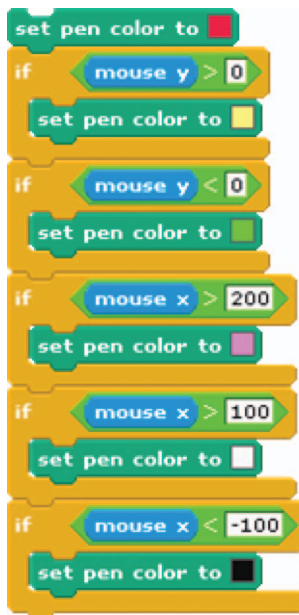 set pen color to
if mouse y > 0
set pen color to
if mouse y < 0
set pen color to
if mouse x > 200
set pen color to
if mouse x > 100
set pen color to
if mouse x < -100
set pen color to